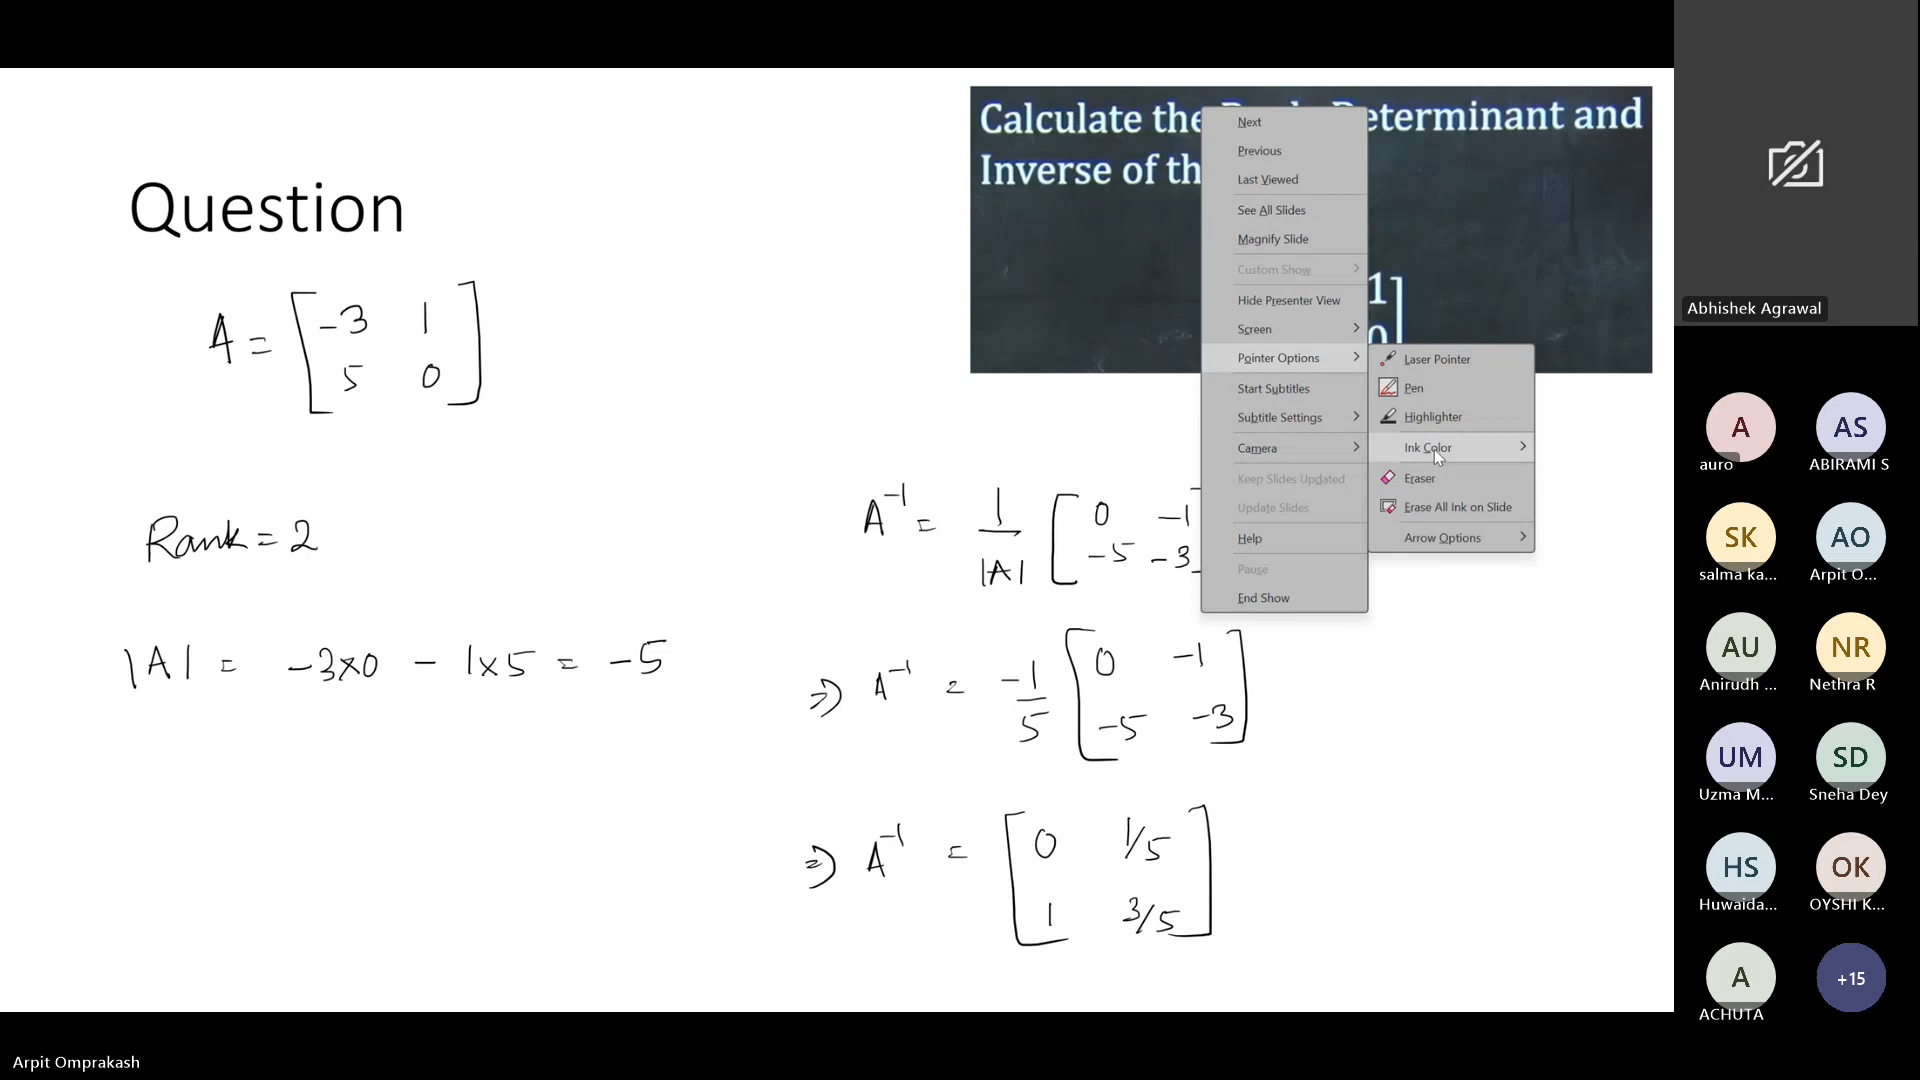 Calculate the Determinant and
Inverse of th
1
0
Question
A = [ -3 1
5 0 ]
Rank = 2
|A| = -3x0 - 1x5 = -5
A⁻¹ = 1/|A| [ 0 -1
-5 -3
=> A⁻¹ = -1/5 [ 0 -1
-5 -3 ]
=> A⁻¹ = [ 0 1/5
1 3/5 ]
Next
Previous
Last Viewed
See All Slides
Magnify Slide
Custom Show
Hide Presenter View
Screen
Pointer Options
Start Subtitles
Subtitle Settings
Camera
Keep Slides Updated
Update Slides
Help
Pause
End Show
Laser Pointer
Pen
Highlighter
Ink Color
Eraser
Erase All Ink on Slide
Arrow Options
Abhishek Agrawal
A
auro
AS
ABIRAMI S
SK
salma ka...
AO
Arpit O...
AU
Anirudh ...
NR
Nethra R
UM
Uzma M...
SD
Sneha Dey
HS
Huwaida...
OK
OYSHI K...
A
ACHUTA
+15
Arpit Omprakash